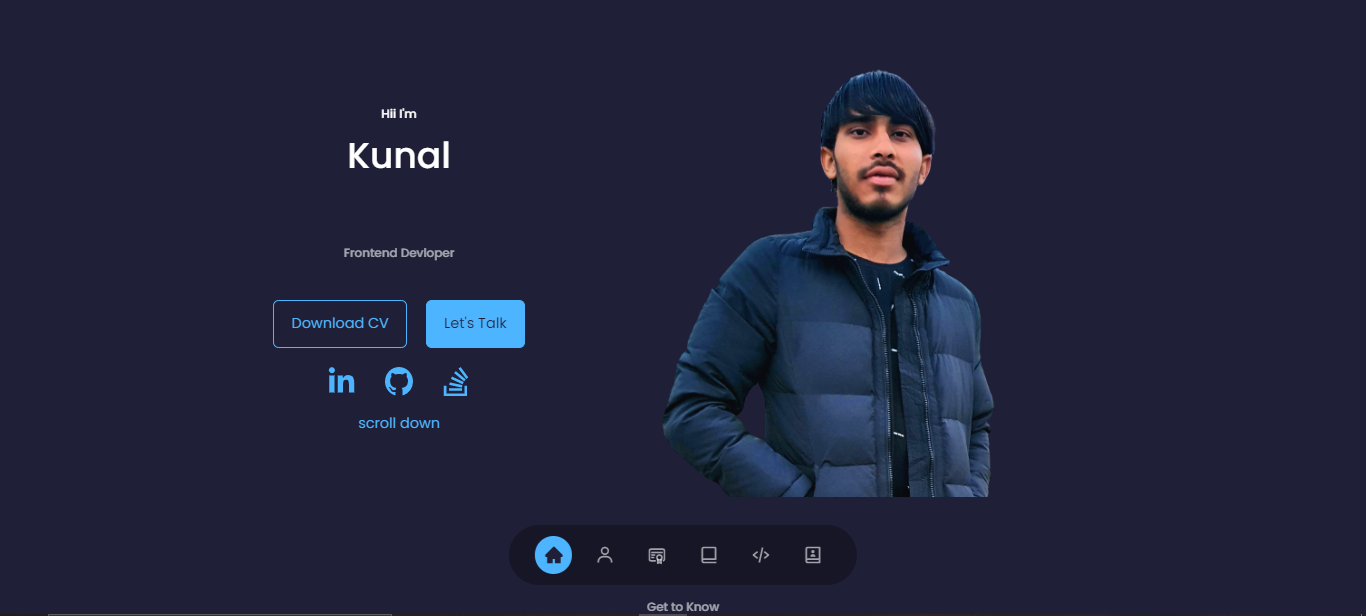 Hii I'm
Kunal
Frontend Devloper
Download CV
Let's Talk
in
scroll down
Get to Know